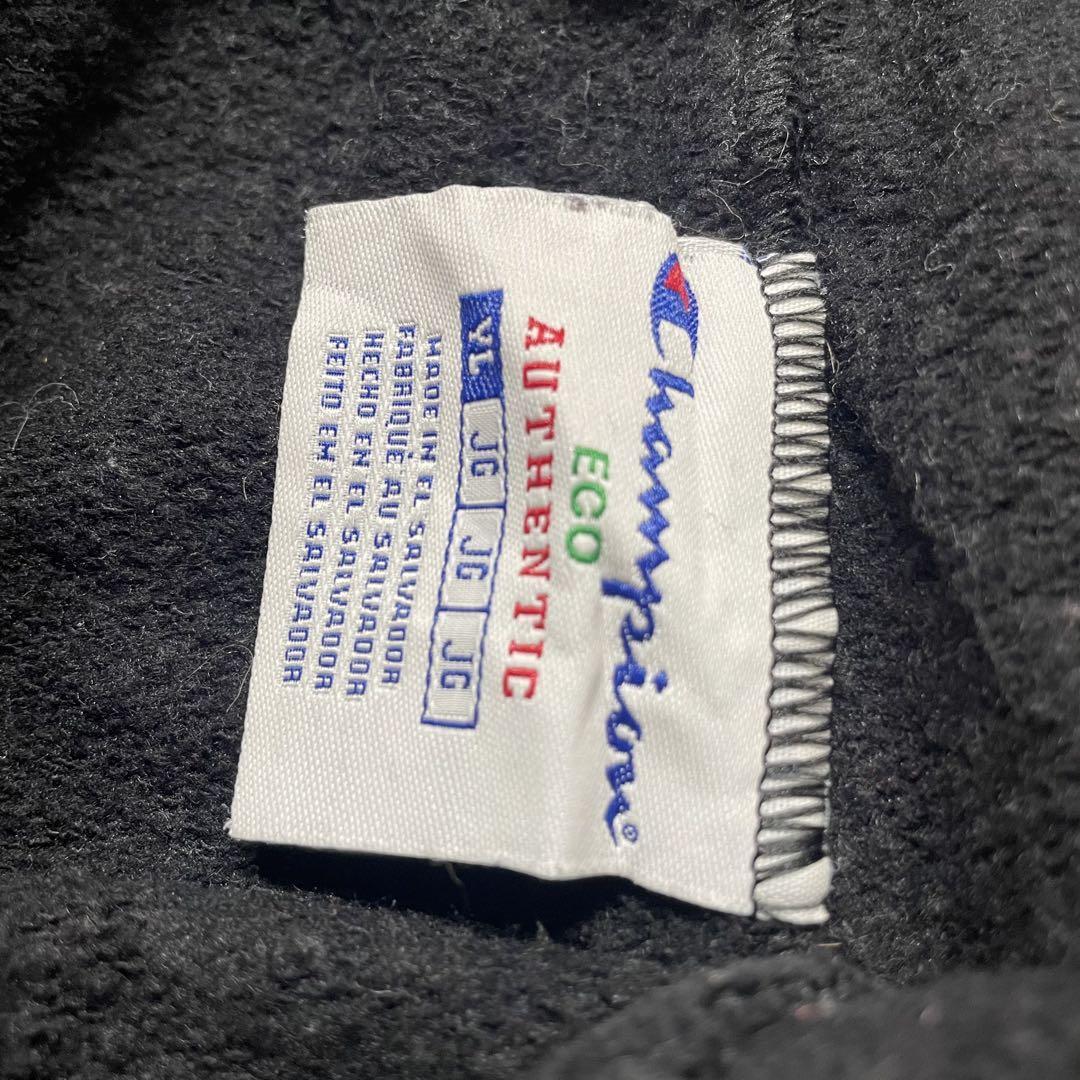 Champion®
ECO
AUTHENTIC
YL JG JG JG
MADE IN EL SALVADOR
FABRIQUÉ AU SALVADOR
HECHO EN EL SALVADOR
FEITO EM EL SALVADOR